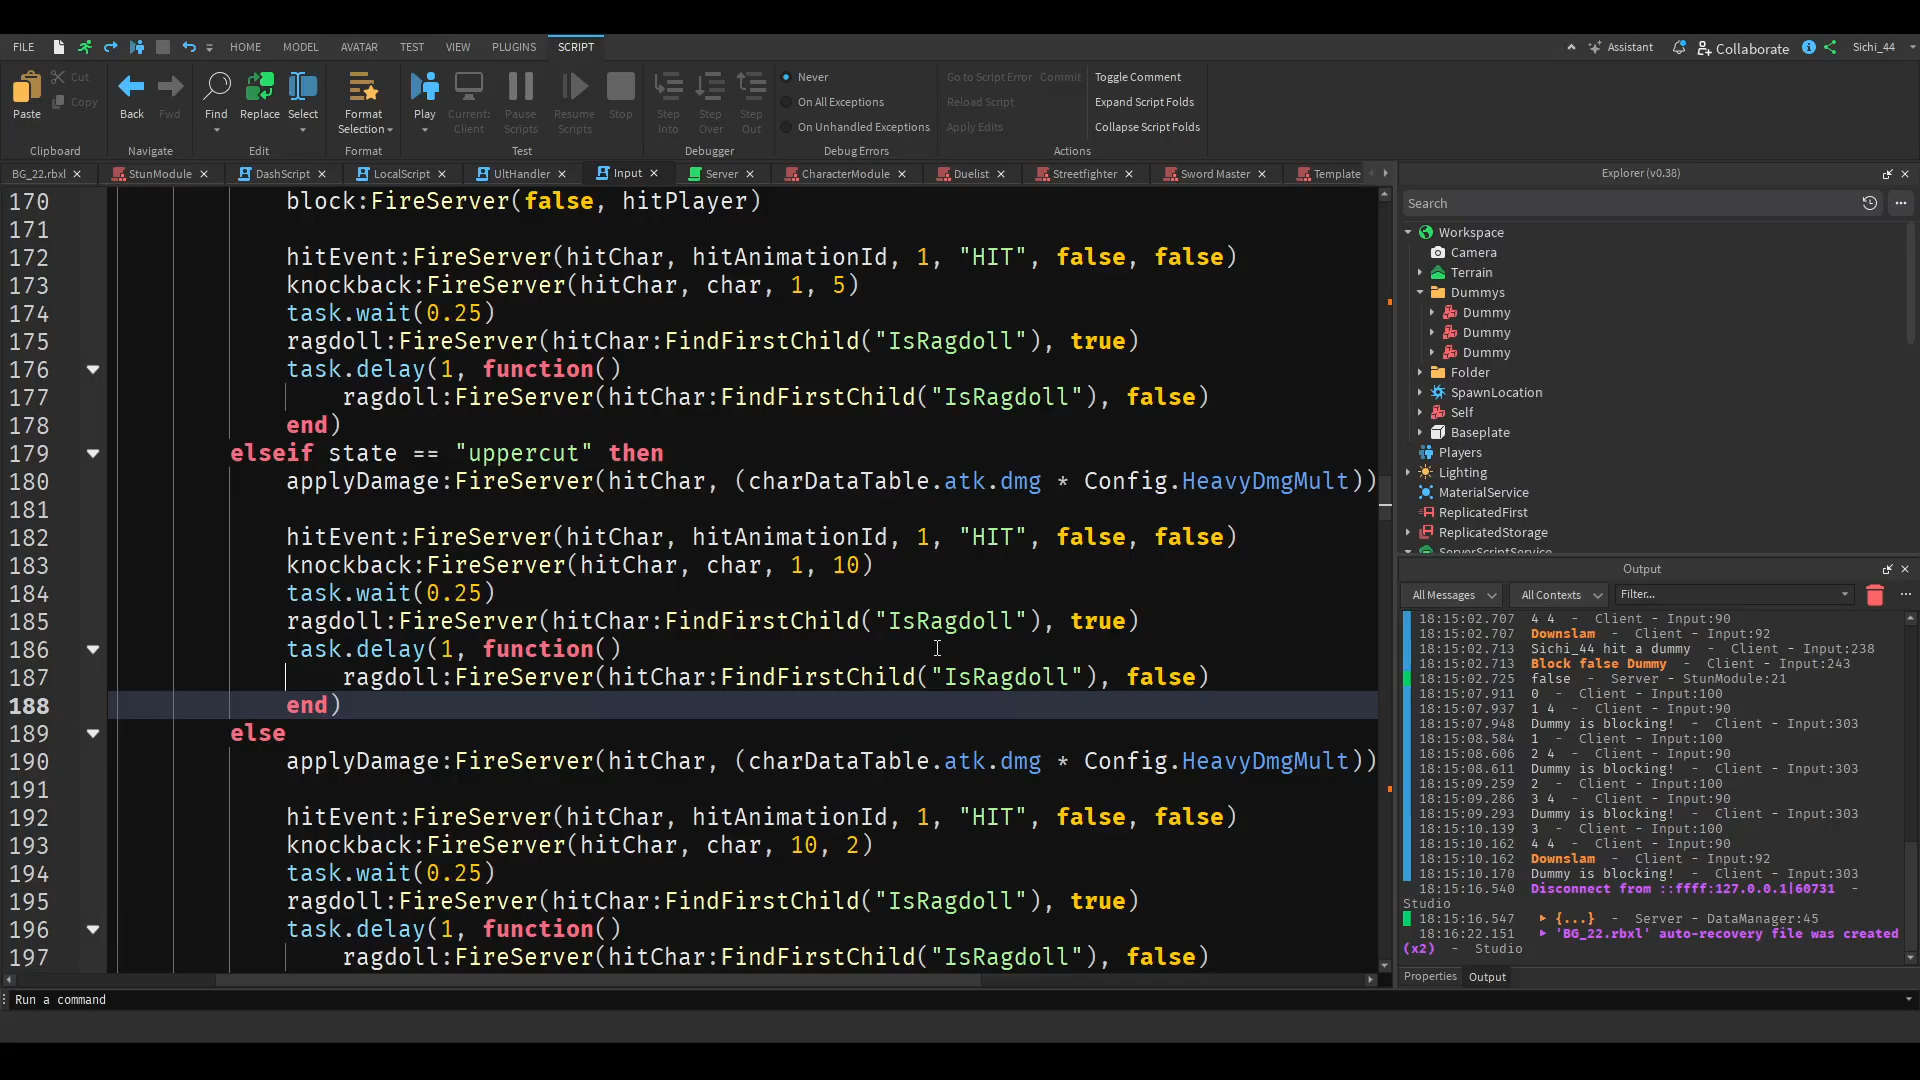 FILE HOME MODEL AVATAR TEST VIEW PLUGINS SCRIPT Assistant Collaborate Sichi_44
Paste Cut Copy Back Fwd Find Replace Select Format Selection Play Current: Client Pause Scripts Resume Scripts Stop Step Into Step Over Step Out
Never
On All Exceptions
On Unhandled Exceptions
Go to Script Error Commit
Reload Script
Apply Edits
Toggle Comment
Expand Script Folds
Collapse Script Folds
Clipboard Navigate Edit Format Test Debugger Debug Errors Actions
BG_22.rbxl StunModule DashScript LocalScript UltHandler Input Server CharacterModule Duelist Streetfighter Sword Master Template
170 block:FireServer(false, hitPlayer)
171
172 hitEvent:FireServer(hitChar, hitAnimationId, 1, "HIT", false, false)
173 knockback:FireServer(hitChar, char, 1, 5)
174 task.wait(0.25)
175 ragdoll:FireServer(hitChar:FindFirstChild("IsRagdoll"), true)
176 task.delay(1, function()
177 ragdoll:FireServer(hitChar:FindFirstChild("IsRagdoll"), false)
178 end)
179 elseif state == "uppercut" then
180 applyDamage:FireServer(hitChar, (charDataTable.atk.dmg * Config.HeavyDmgMult))
181
182 hitEvent:FireServer(hitChar, hitAnimationId, 1, "HIT", false, false)
183 knockback:FireServer(hitChar, char, 1, 10)
184 task.wait(0.25)
185 ragdoll:FireServer(hitChar:FindFirstChild("IsRagdoll"), true)
186 task.delay(1, function()
187 ragdoll:FireServer(hitChar:FindFirstChild("IsRagdoll"), false)
188 end)
189 else
190 applyDamage:FireServer(hitChar, (charDataTable.atk.dmg * Config.HeavyDmgMult))
191
192 hitEvent:FireServer(hitChar, hitAnimationId, 1, "HIT", false, false)
193 knockback:FireServer(hitChar, char, 10, 2)
194 task.wait(0.25)
195 ragdoll:FireServer(hitChar:FindFirstChild("IsRagdoll"), true)
196 task.delay(1, function()
197 ragdoll:FireServer(hitChar:FindFirstChild("IsRagdoll"), false)
Explorer (v0.38)
Search
Workspace
Camera
Terrain
Dummys
Dummy
Dummy
Dummy
Folder
SpawnLocation
Self
Baseplate
Players
Lighting
MaterialService
ReplicatedFirst
ReplicatedStorage
ServerScriptService
Output
All Messages All Contexts Filter...
18:15:02.707 4 4 - Client - Input:90
18:15:02.707 Downslam - Client - Input:92
18:15:02.713 Sichi_44 hit a dummy - Client - Input:238
18:15:02.713 Block false Dummy - Client - Input:243
18:15:02.725 false - Server - StunModule:21
18:15:07.911 0 - Client - Input:100
18:15:07.937 1 4 - Client - Input:90
18:15:07.948 Dummy is blocking! - Client - Input:303
18:15:08.584 1 - Client - Input:100
18:15:08.606 2 4 - Client - Input:90
18:15:08.611 Dummy is blocking! - Client - Input:303
18:15:09.259 2 - Client - Input:100
18:15:09.286 3 4 - Client - Input:90
18:15:09.293 Dummy is blocking! - Client - Input:303
18:15:10.139 3 - Client - Input:100
18:15:10.162 4 4 - Client - Input:90
18:15:10.162 Downslam - Client - Input:92
18:15:10.170 Dummy is blocking! - Client - Input:303
18:15:16.540 Disconnect from ::ffff:127.0.0.1|60731 -
Studio
18:15:16.547 {...} - Server - DataManager:45
18:16:22.151 'BG_22.rbxl' auto-recovery file was created
(x2) - Studio
Properties Output
Run a command